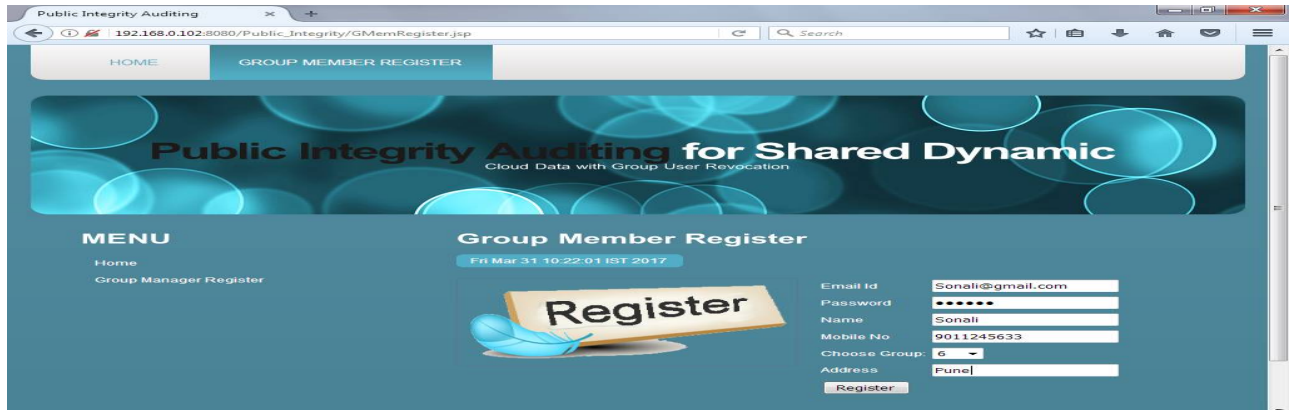 Public Integrity Auditing
192.168.0.102:8080/Public_Integrity/GMemRegister.jsp
Search
HOME GROUP MEMBER REGISTER
Public Integrity Auditing for Shared Dynamic
Cloud Data with Group User Revocation
MENU
Home
Group Manager Register
Group Member Register
Fri Mar 31 10:22:01 IST 2017
Register
Email Id Sonali@gmail.com
Password ●●●●●●
Name Sonali
Mobile No 9011245633
Choose Group: 6
Address Pune
Register